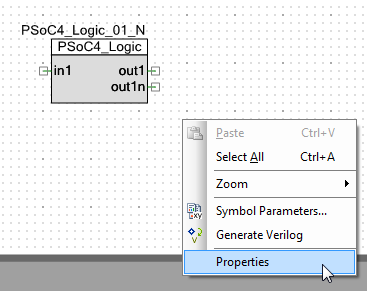 PSoC4_Logic_01_N
PSoC4_Logic
in1 out1
out1n
Paste Ctrl+V
Select All Ctrl+A
Zoom
Symbol Parameters...
Generate Verilog
Properties